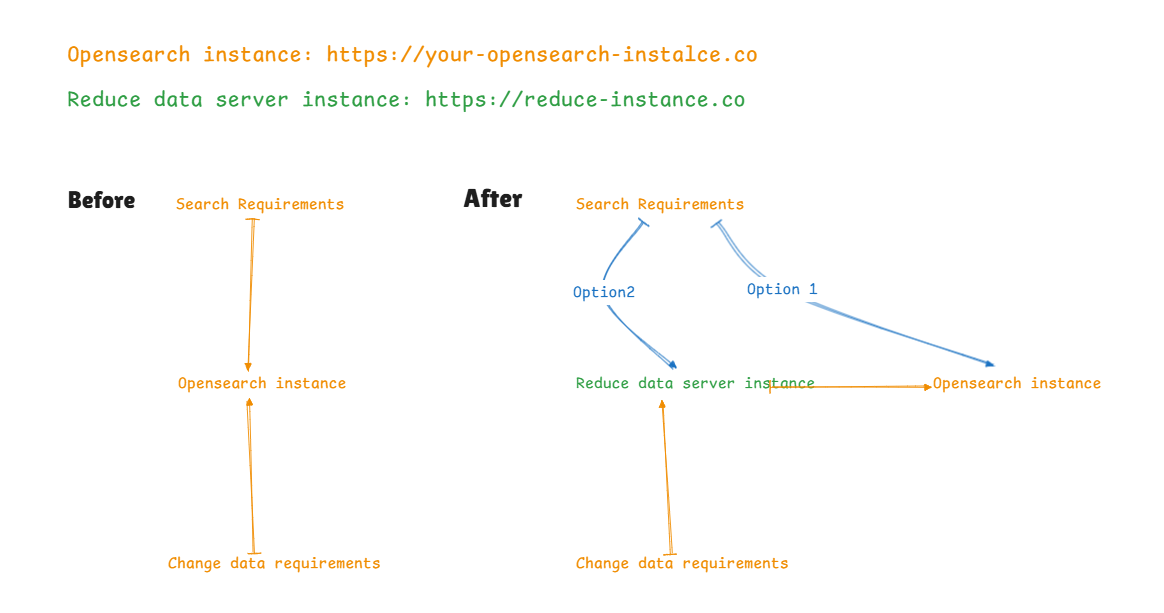 Opensearch instance: https://your-opensearch-instalce.co
Reduce data server instance: https://reduce-instance.co
Before
Search Requirements
Opensearch instance
Change data requirements
After
Search Requirements
Option2
Option 1
Reduce data server instance
Opensearch instance
Change data requirements